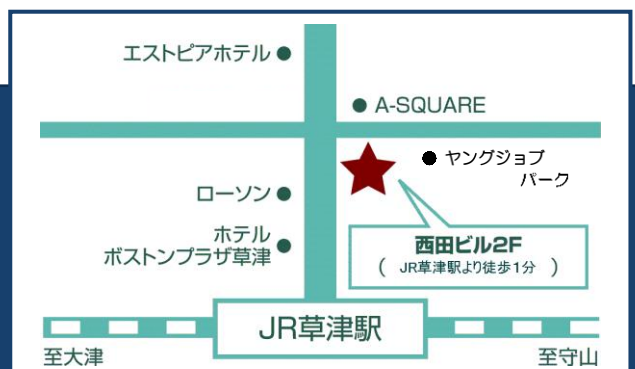 エストピアホテル
A-SQUARE
ヤングジョブ
パーク
ローソン
ホテル
ボストンプラザ草津
西田ビル2F
( JR草津駅より徒歩1分 )
JR草津駅
至大津
至守山